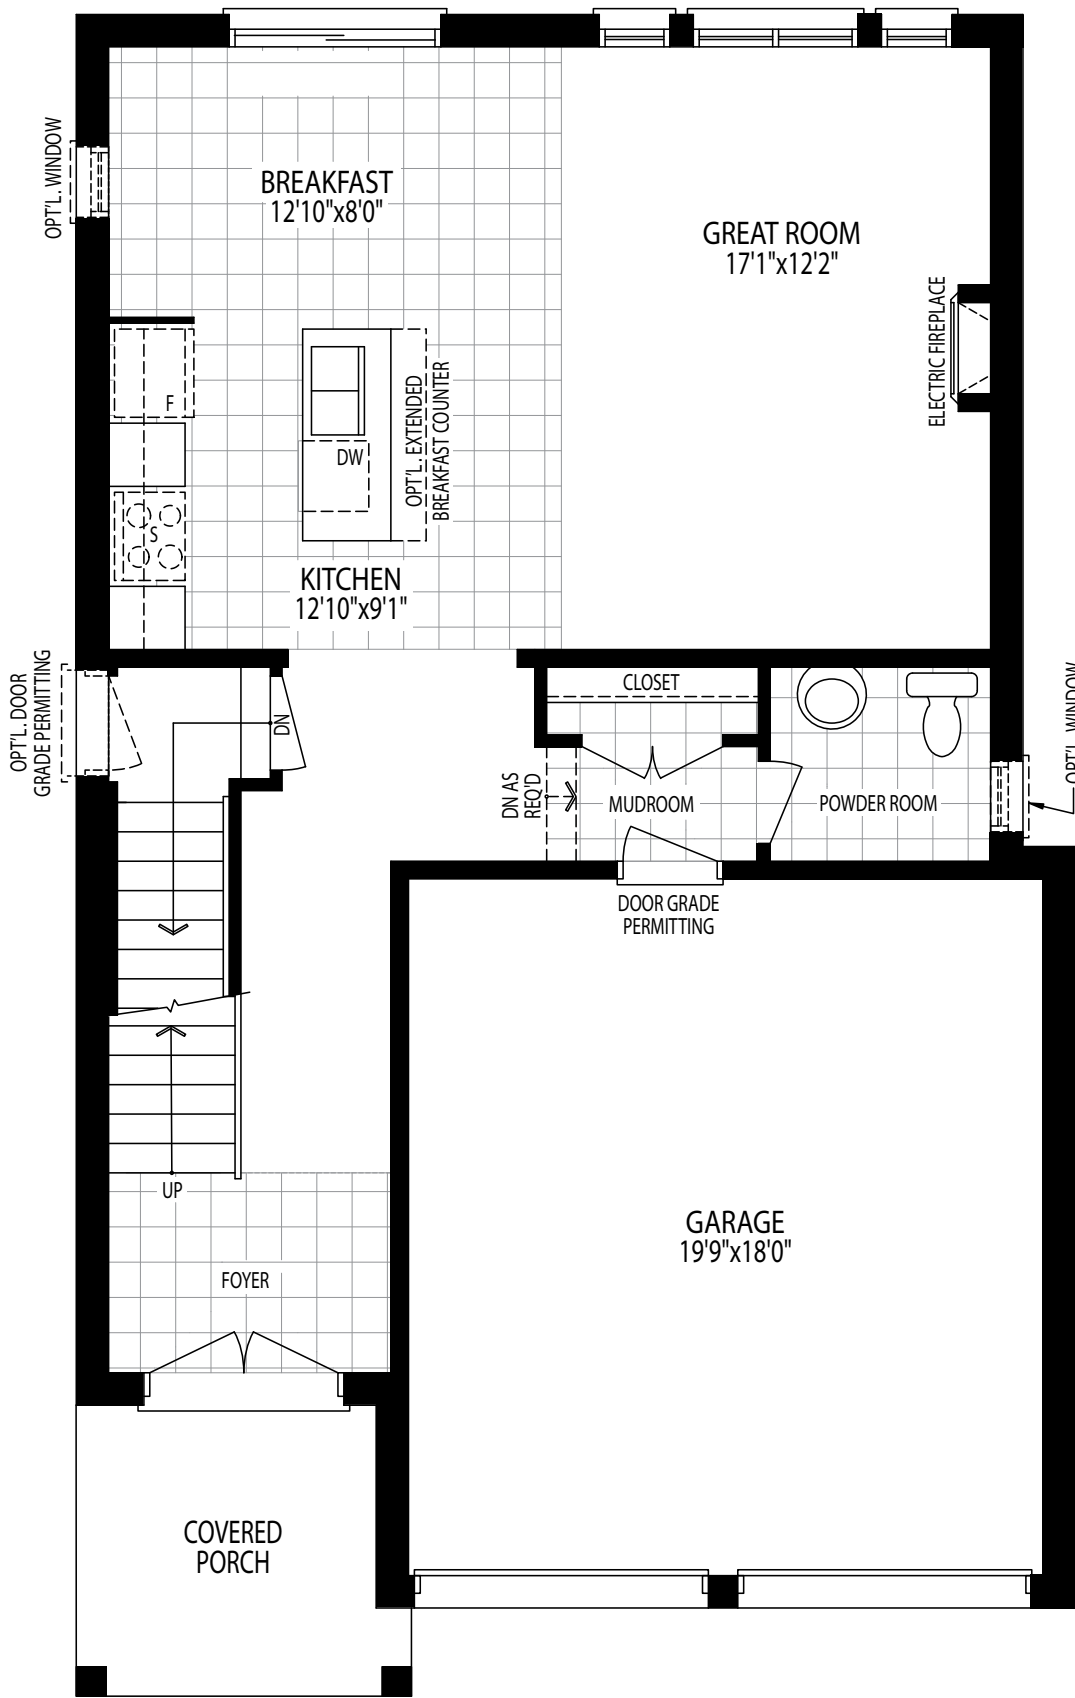 OPT'L. WINDOW
BREAKFAST
12'10"x8'0"
GREAT ROOM
17'1"x12'2"
ELECTRIC FIREPLACE
F
DW
S
OPT'L. EXTENDED
BREAKFAST COUNTER
KITCHEN
12'10"x9'1"
OPT'L. DOOR
GRADE PERMITTING
DN
CLOSET
DN AS
REQ'D
MUDROOM
POWDER ROOM
OPT'L. WINDOW
DOOR GRADE
PERMITTING
UP
FOYER
GARAGE
19'9"x18'0"
COVERED
PORCH